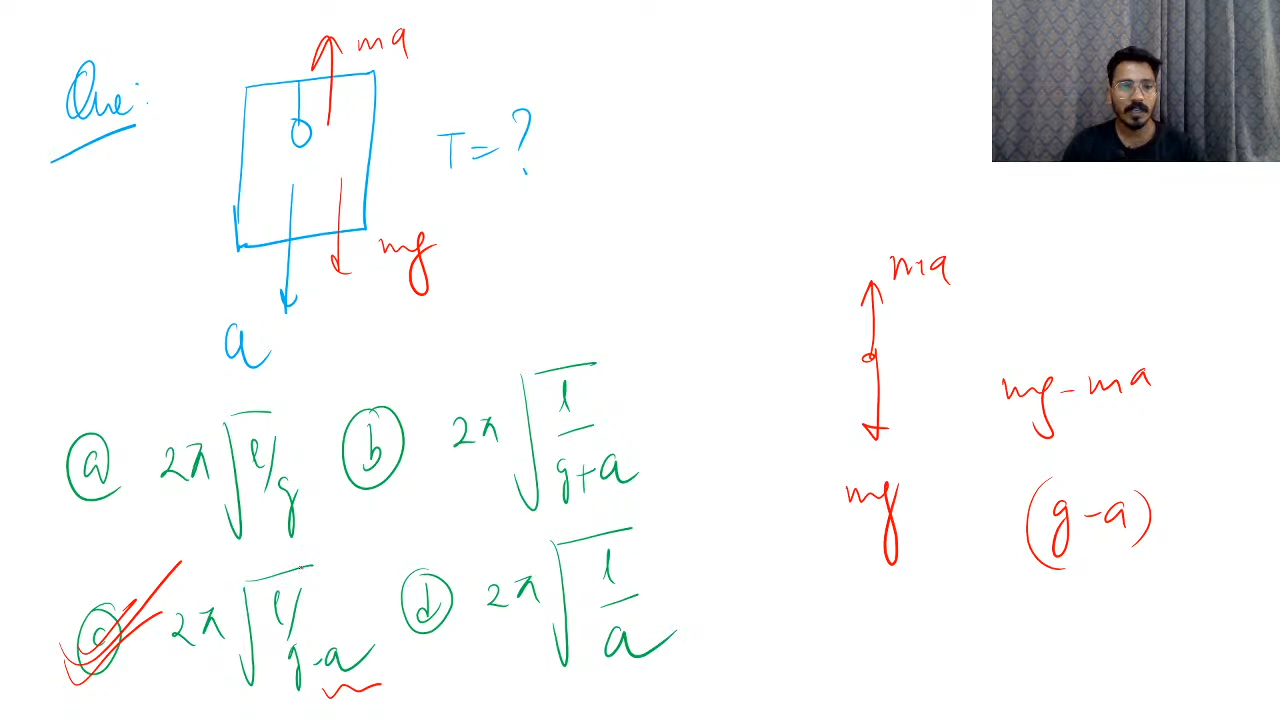 Que:
ma
T = ?
mg
a
ma
mg - ma
mg
(g - a)
(a) 2π √(l/g)
(b) 2π √(l/(g+a))
(c) 2π √(l/(g-a))
(d) 2π √(l/a)